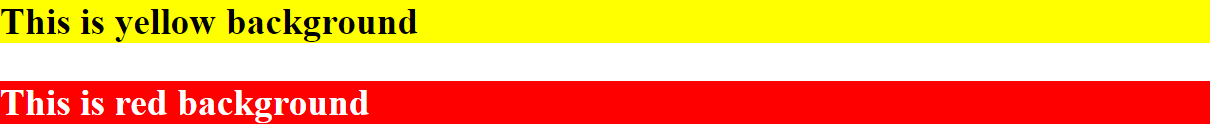 This is yellow background
This is red background